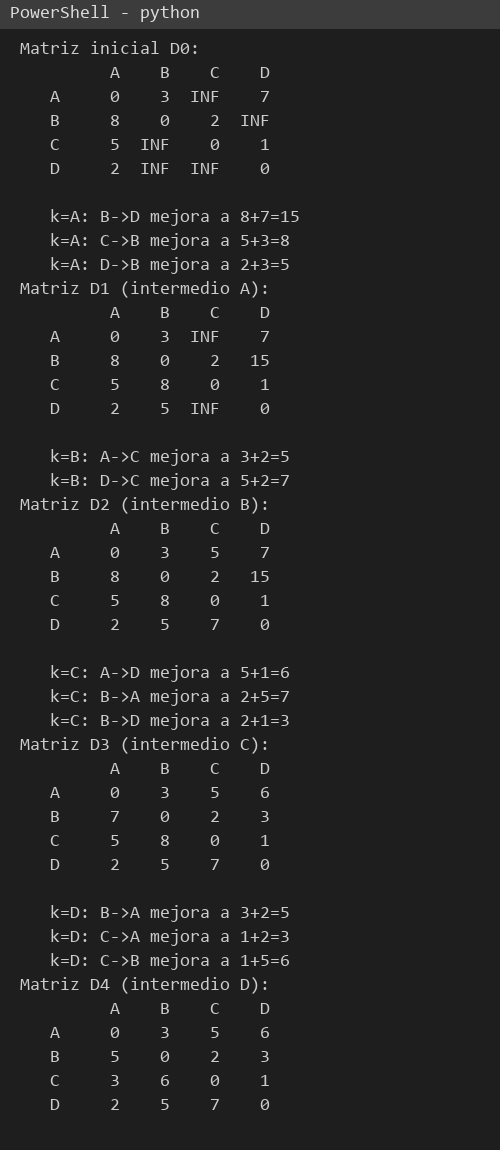 PowerShell - python
Matriz inicial D0:
         A    B    C    D
   A     0    3  INF    7
   B     8    0    2  INF
   C     5  INF    0    1
   D     2  INF  INF    0

   k=A: B->D mejora a 8+7=15
   k=A: C->B mejora a 5+3=8
   k=A: D->B mejora a 2+3=5
Matriz D1 (intermedio A):
         A    B    C    D
   A     0    3  INF    7
   B     8    0    2   15
   C     5    8    0    1
   D     2    5  INF    0

   k=B: A->C mejora a 3+2=5
   k=B: D->C mejora a 5+2=7
Matriz D2 (intermedio B):
         A    B    C    D
   A     0    3    5    7
   B     8    0    2   15
   C     5    8    0    1
   D     2    5    7    0

   k=C: A->D mejora a 5+1=6
   k=C: B->A mejora a 2+5=7
   k=C: B->D mejora a 2+1=3
Matriz D3 (intermedio C):
         A    B    C    D
   A     0    3    5    6
   B     7    0    2    3
   C     5    8    0    1
   D     2    5    7    0

   k=D: B->A mejora a 3+2=5
   k=D: C->A mejora a 1+2=3
   k=D: C->B mejora a 1+5=6
Matriz D4 (intermedio D):
         A    B    C    D
   A     0    3    5    6
   B     5    0    2    3
   C     3    6    0    1
   D     2    5    7    0